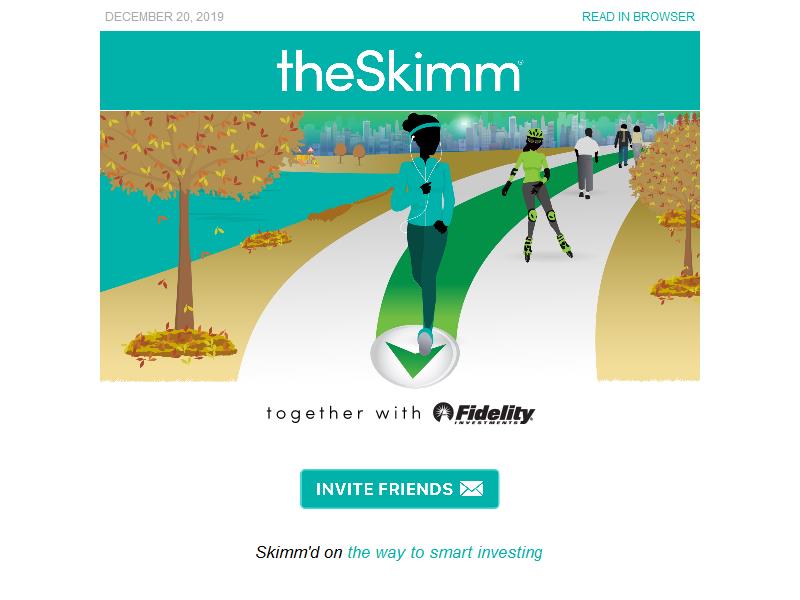 DECEMBER 20, 2019 READ IN BROWSER
theSkimm®
together with Fidelity
INVESTMENTS
INVITE FRIENDS
Skimm'd on the way to smart investing